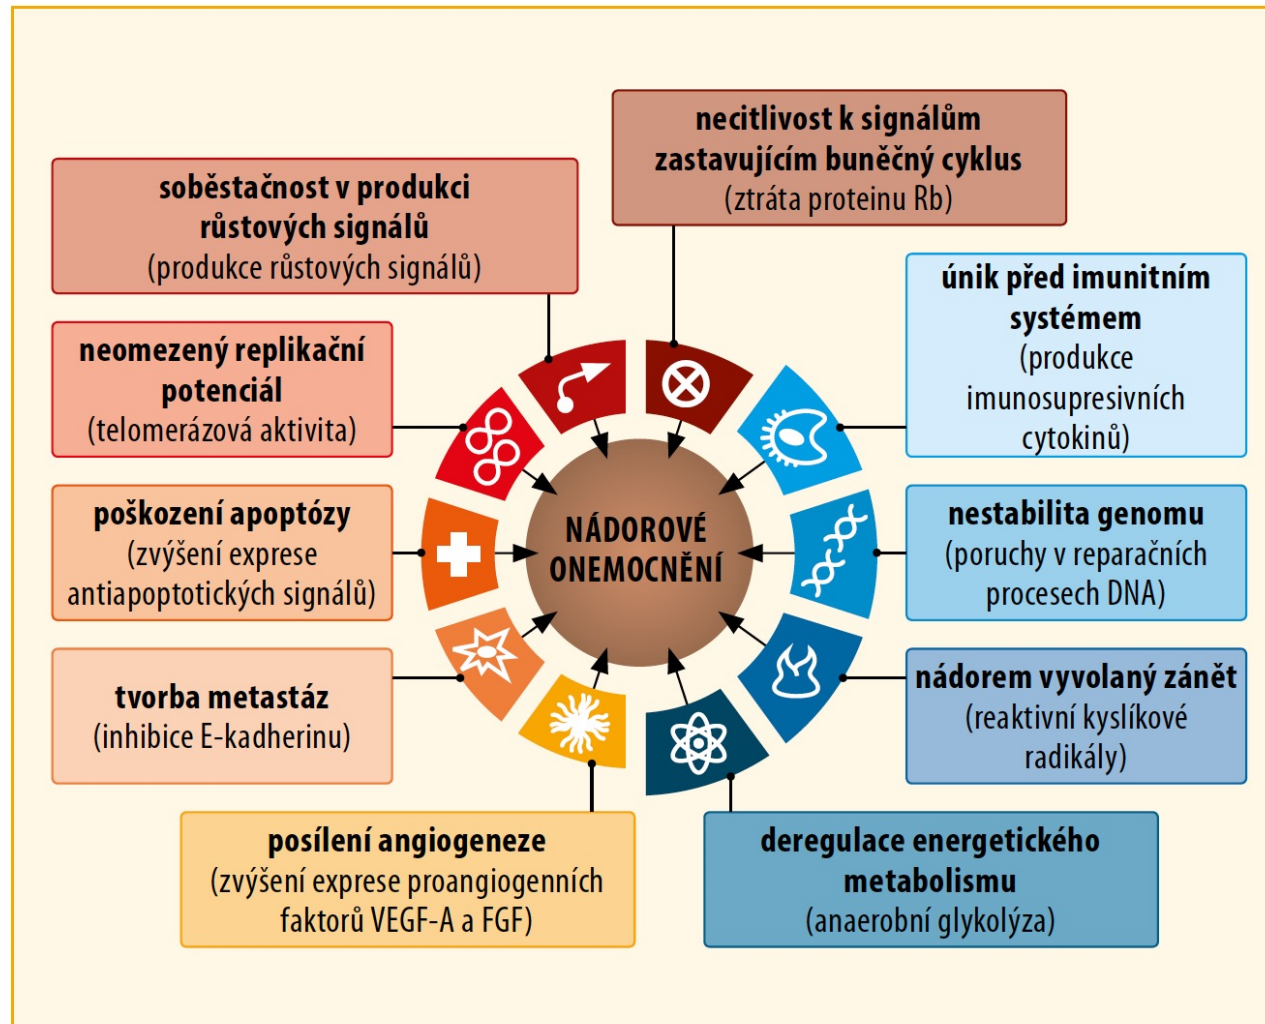 necitlivost k signálům
zastavujícím buněčný cyklus
(ztráta proteinu Rb)
soběstačnost v produkci
růstových signálů
(produkce růstových signálů)
únik před imunitním
systémem
(produkce
imunosupresivních
cytokinů)
neomezený replikační
potenciál
(telomerázová aktivita)
poškození apoptózy
(zvýšení exprese
antiapoptotických signálů)
NÁDOROVÉ
ONEMOCNĚNÍ
nestabilita genomu
(poruchy v reparačních
procesech DNA)
tvorba metastáz
(inhibice E-kadherinu)
nádorem vyvolaný zánět
(reaktivní kyslíkové
radikály)
posílení angiogeneze
(zvýšení exprese proangiogenních
faktorů VEGF-A a FGF)
deregulace energetického
metabolismu
(anaerobní glykolýza)